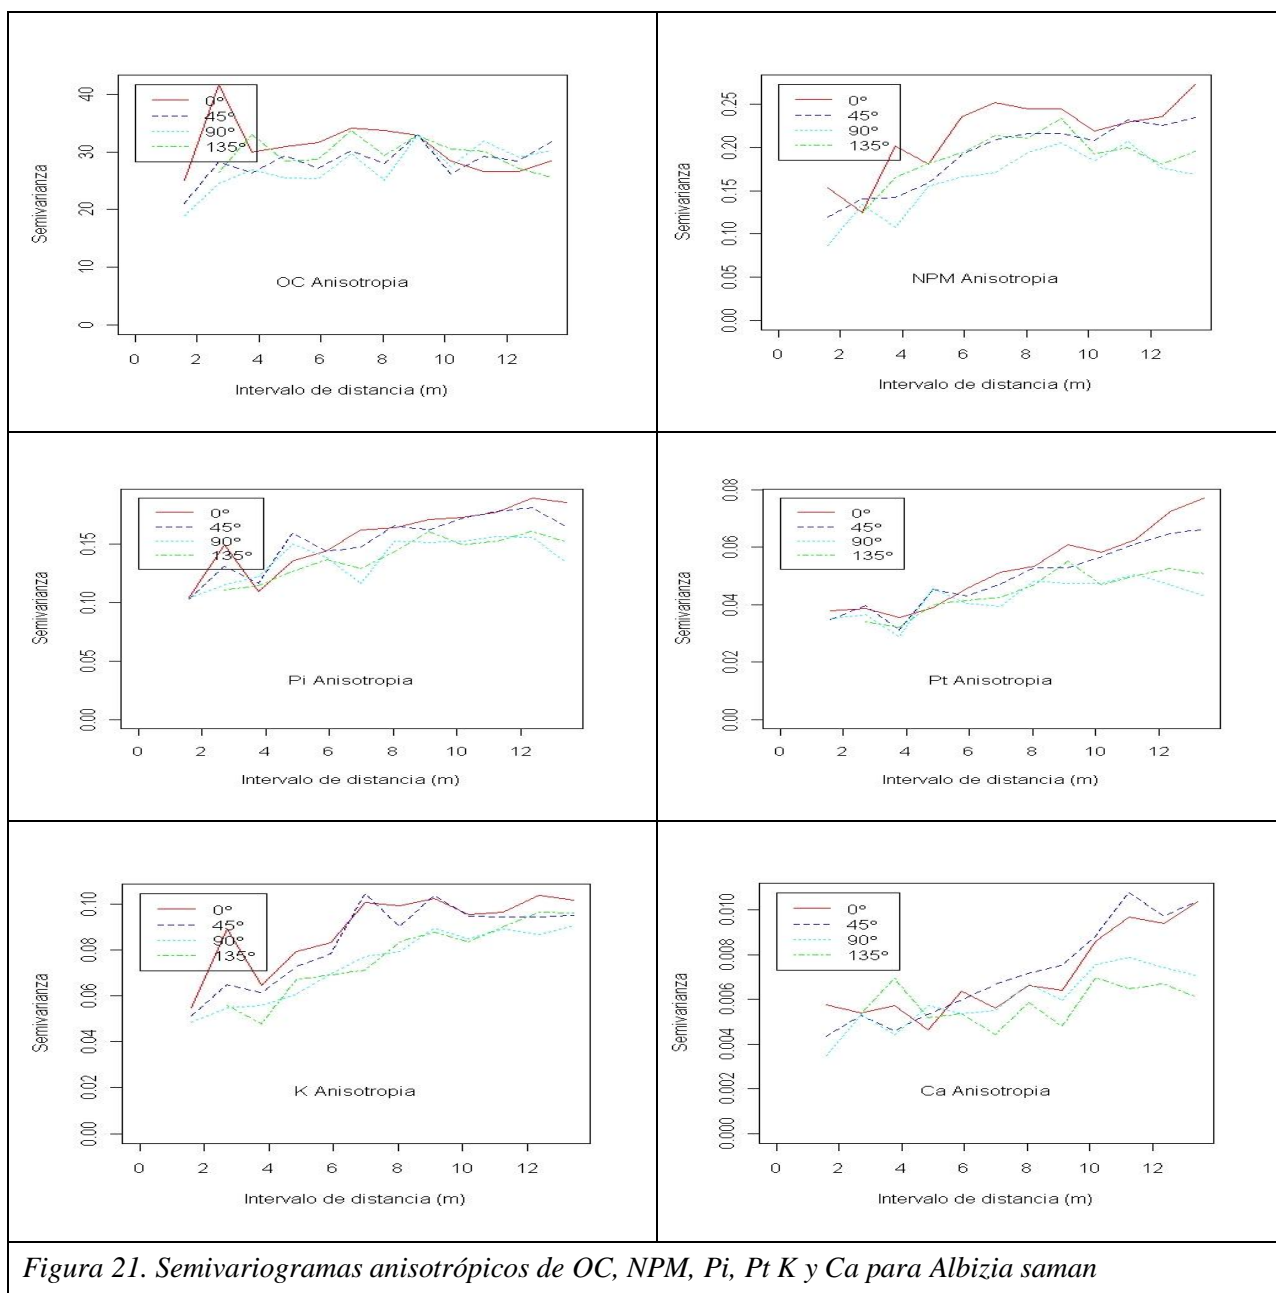 40
30
20
10
0
Semivarianza
0°
45°
90°
135°
OC Anisotropia
0 2 4 6 8 10 12
Intervalo de distancia (m)
0.25
0.20
0.15
0.10
0.05
0.00
Semivarianza
0°
45°
90°
135°
NPM Anisotropia
0 2 4 6 8 10 12
Intervalo de distancia (m)
0.15
0.10
0.05
0.00
Semivarianza
0°
45°
90°
135°
Pi Anisotropia
0 2 4 6 8 10 12
Intervalo de distancia (m)
0.08
0.06
0.04
0.02
0.00
Semivarianza
0°
45°
90°
135°
Pt Anisotropia
0 2 4 6 8 10 12
Intervalo de distancia (m)
0.10
0.08
0.06
0.04
0.02
0.00
Semivarianza
0°
45°
90°
135°
K Anisotropia
0 2 4 6 8 10 12
Intervalo de distancia (m)
0.010
0.008
0.006
0.004
0.002
0.000
Semivarianza
0°
45°
90°
135°
Ca Anisotropia
0 2 4 6 8 10 12
Intervalo de distancia (m)
Figura 21. Semivariogramas anisotrópicos de OC, NPM, Pi, Pt K y Ca para Albizia saman